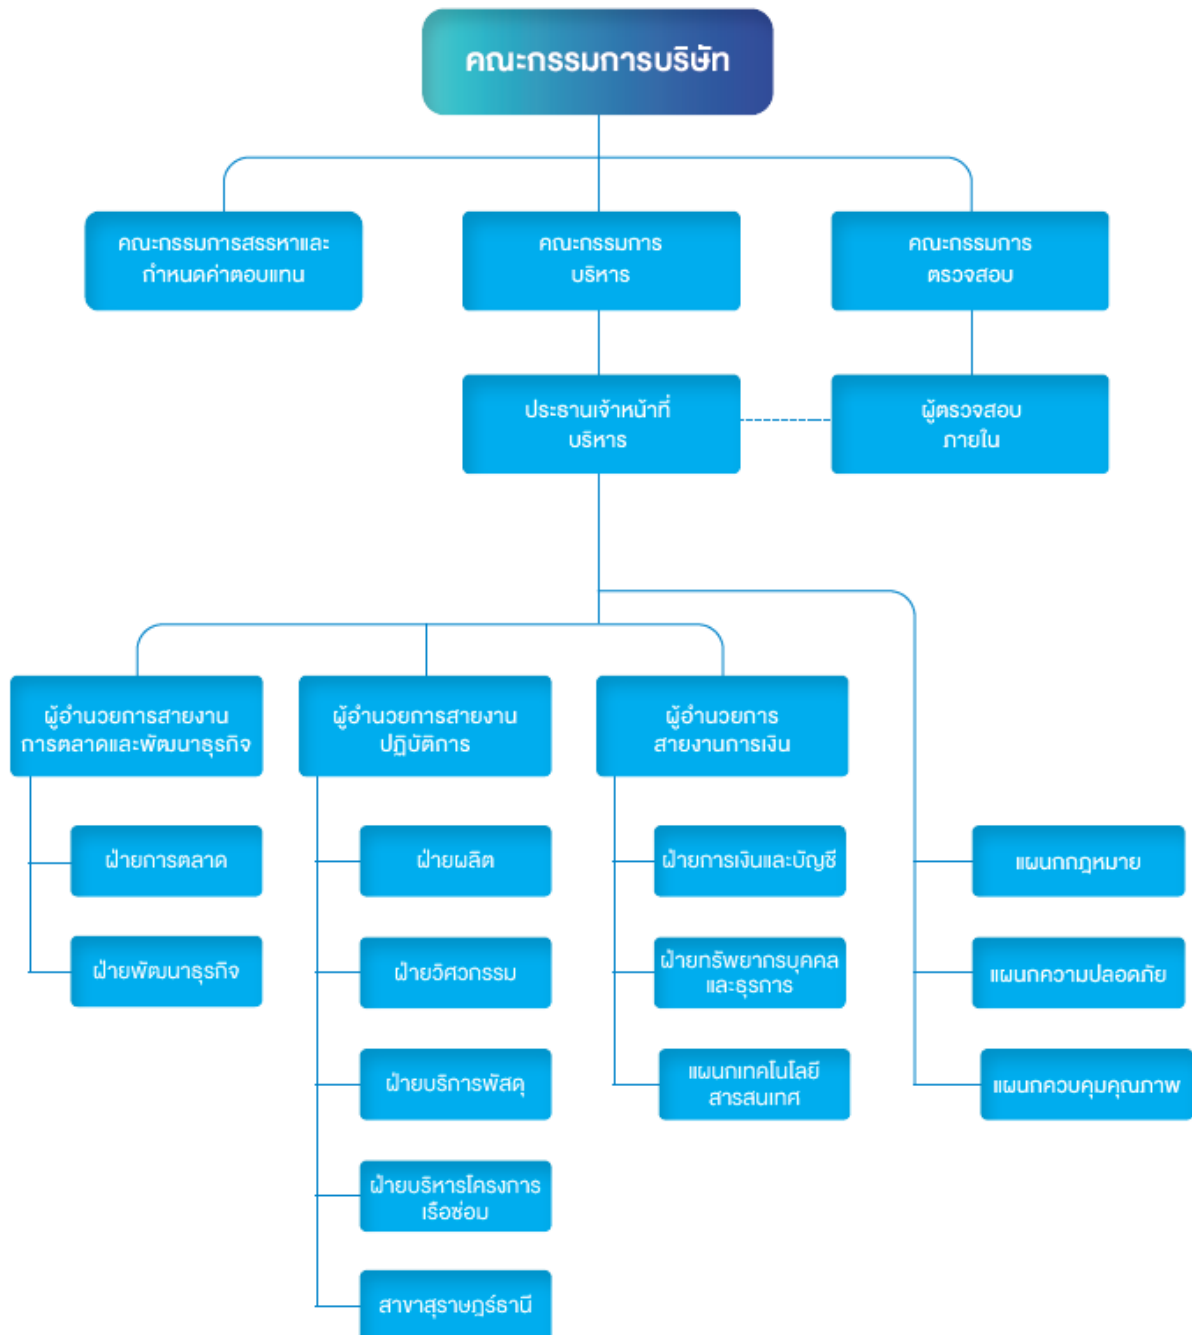 คณะกรรมการบริษัท
คณะกรรมการสรรหาและ
กำหนดค่าตอบแทน
คณะกรรมการ
บริหาร
คณะกรรมการ
ตรวจสอบ
ประธานเจ้าหน้าที่
บริหาร
ผู้ตรวจสอบ
ภายใน
ผู้อำนวยการสายงาน
การตลาดและพัฒนาธุรกิจ
ผู้อำนวยการสายงาน
ปฏิบัติการ
ผู้อำนวยการ
สายงานการเงิน
ฝ่ายการตลาด
ฝ่ายพัฒนาธุรกิจ
ฝ่ายผลิต
ฝ่ายวิศวกรรม
ฝ่ายบริการพัสดุ
ฝ่ายบริหารโครงการ
เรือซ่อม
สาขาสุราษฎร์ธานี
ฝ่ายการเงินและบัญชี
ฝ่ายทรัพยากรบุคคล
และธุรการ
แผนกเทคโนโลยี
สารสนเทศ
แผนกกฎหมาย
แผนกความปลอดภัย
แผนกควบคุมคุณภาพ